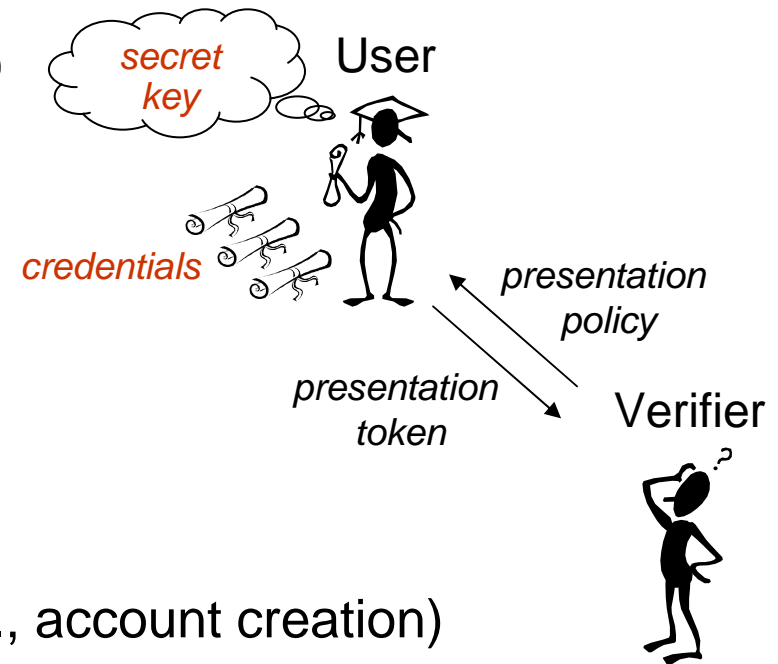 secret
key
User
credentials
presentation
policy
presentation
token
Verifier
?
., account creation)